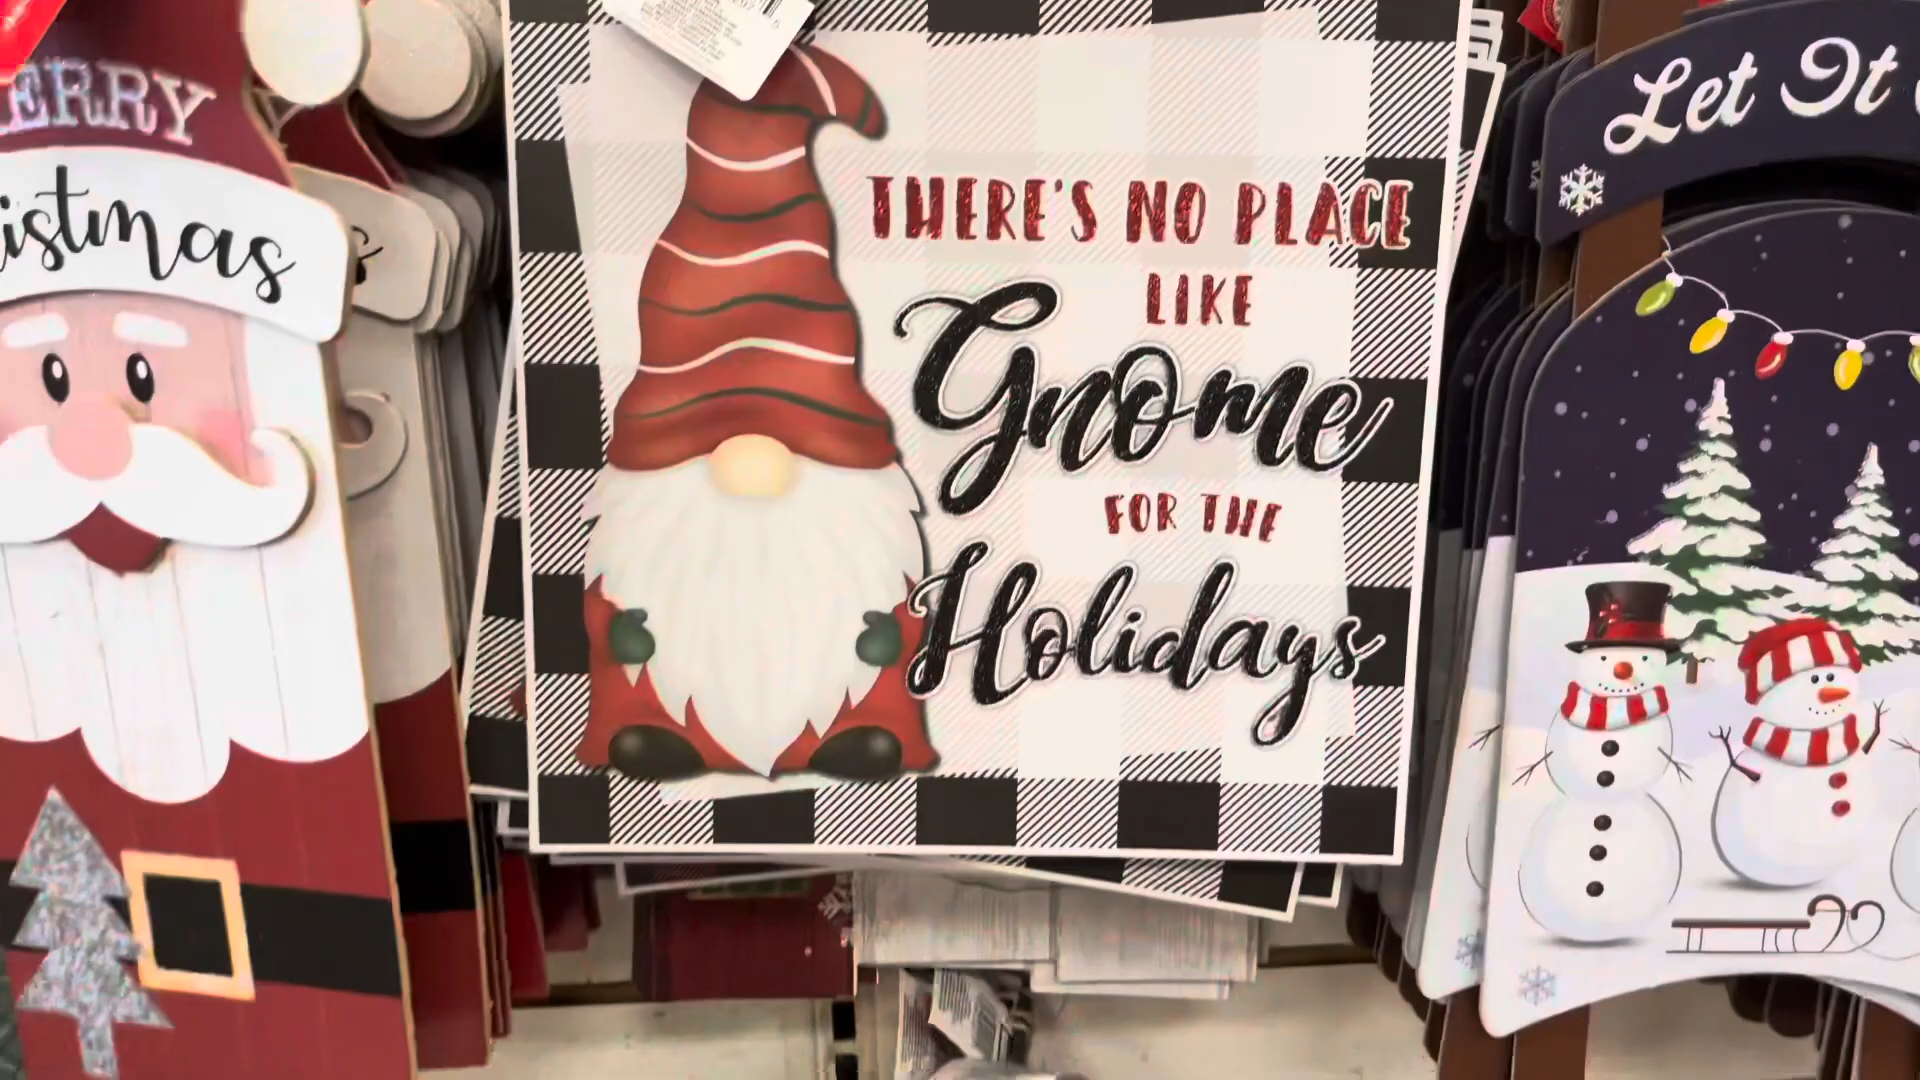 ERRY
istmas
THERE'S NO PLACE
LIKE
Gnome
FOR THE
Holidays
Let It